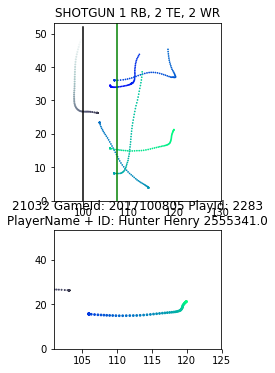 SHOTGUN 1 RB, 2 TE, 2 WR
50
40
30
20
10
0
100 110 120 130
21032 GameId: 2017100805 PlayId: 2283
PlayerName + ID: Hunter Henry 2555341.0
40
20
0
105 110 115 120 125